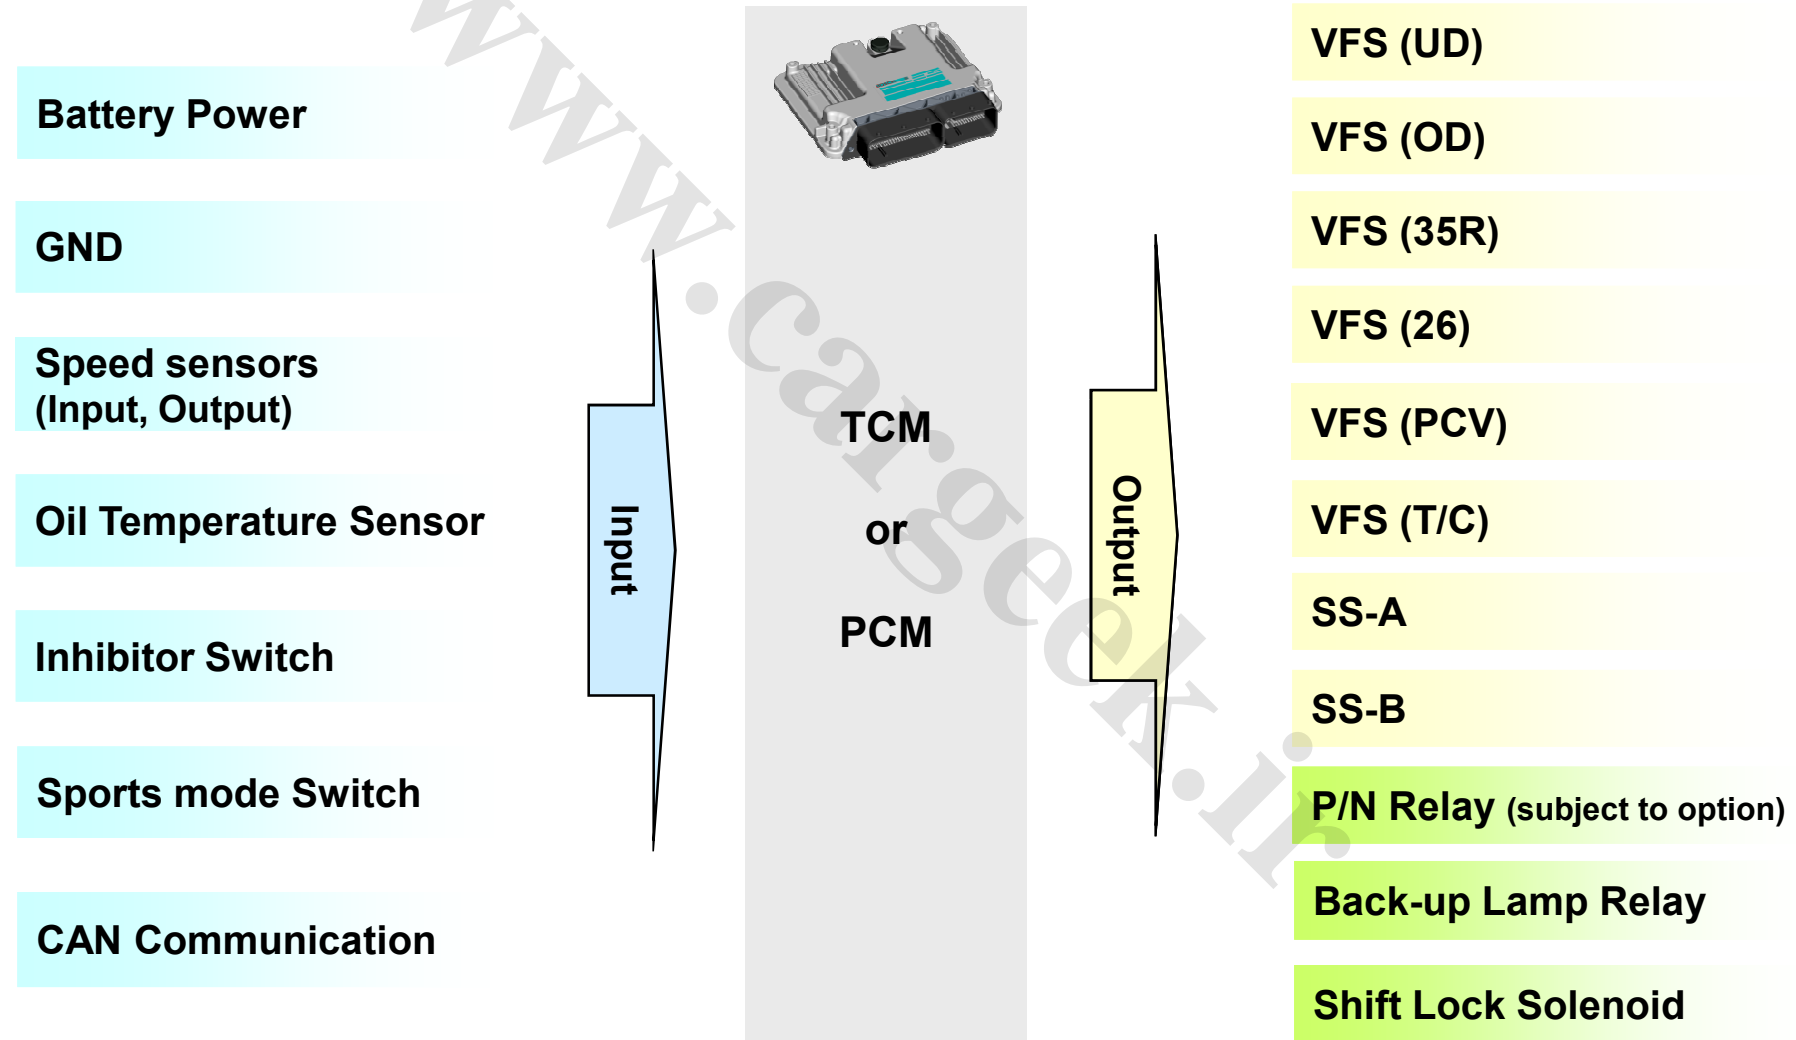 Battery Power
GND
Speed sensors
(Input, Output)
Oil Temperature Sensor
Inhibitor Switch
Sports mode Switch
CAN Communication
Input
TCM
or
PCM
Output
VFS (UD)
VFS (OD)
VFS (35R)
VFS (26)
VFS (PCV)
VFS (T/C)
SS-A
SS-B
P/N Relay (subject to option)
Back-up Lamp Relay
Shift Lock Solenoid
www.cargeek.ir